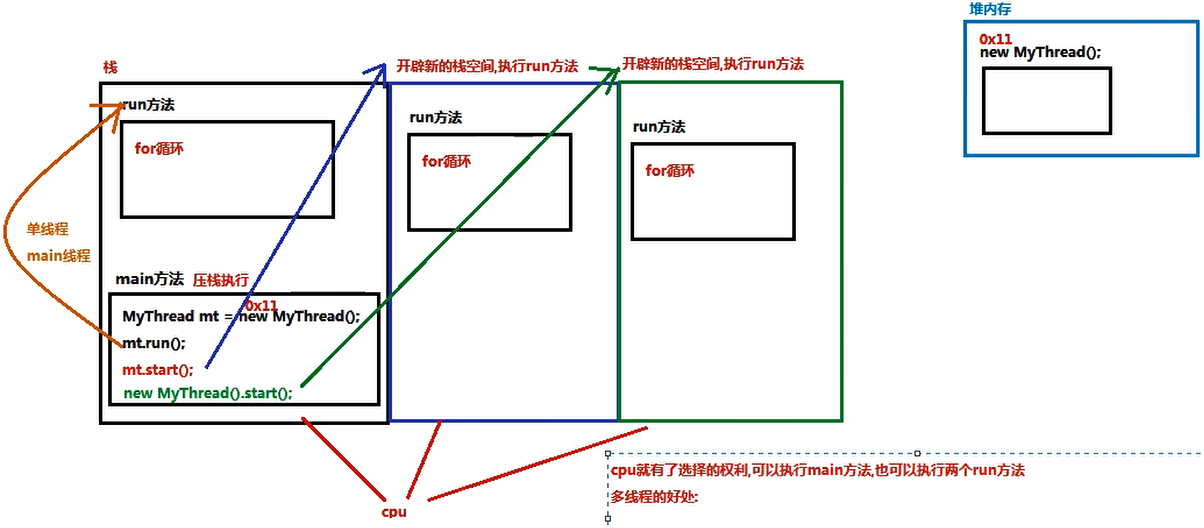 堆内存
0x11
new MyThread();
栈
开辟新的栈空间,执行run方法
开辟新的栈空间,执行run方法
run方法
for循环
run方法
for循环
run方法
for循环
单线程
main线程
main方法 压栈执行
0x11
MyThread mt = new MyThread();
mt.run();
mt.start();
new MyThread().start();
cpu
cpu就有了选择的权利,可以执行main方法,也可以执行两个run方法
多线程的好处: